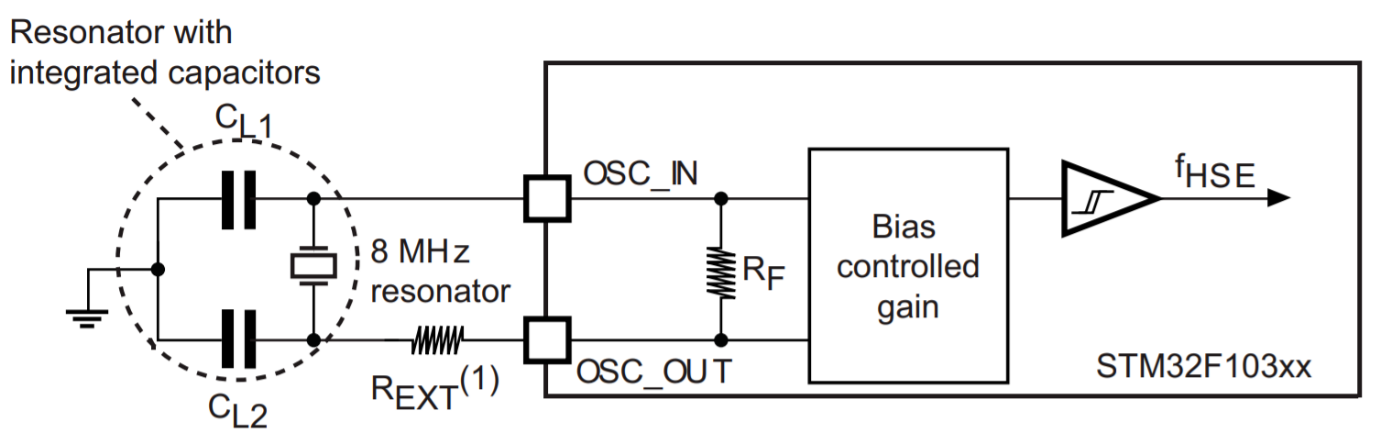 Resonator with
integrated capacitors
CL1
OSC_IN
fHSE
8 MHz
resonator
RF
Bias
controlled
gain
REXT(1)
OSC_OUT
STM32F103xx
CL2